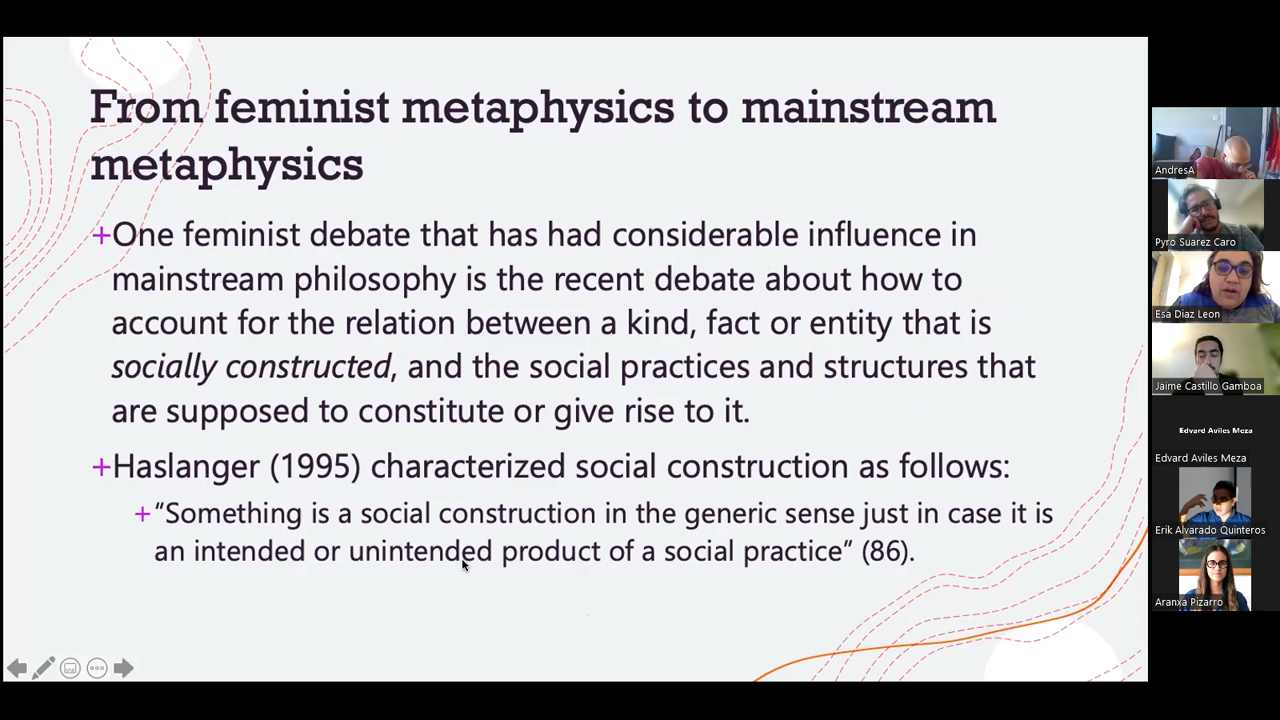 From feminist metaphysics to mainstream
metaphysics
+One feminist debate that has had considerable influence in
mainstream philosophy is the recent debate about how to
account for the relation between a kind, fact or entity that is
socially constructed, and the social practices and structures that
are supposed to constitute or give rise to it.
+Haslanger (1995) characterized social construction as follows:
+“Something is a social construction in the generic sense just in case it is
an intended or unintended product of a social practice” (86).
AndresA
Pyro Suarez Caro
Esa Diaz Leon
Jaime Castillo Gamboa
Edvard Aviles Meza
Edvard Aviles Meza
Erik Alvarado Quinteros
Aranxa Pizarro